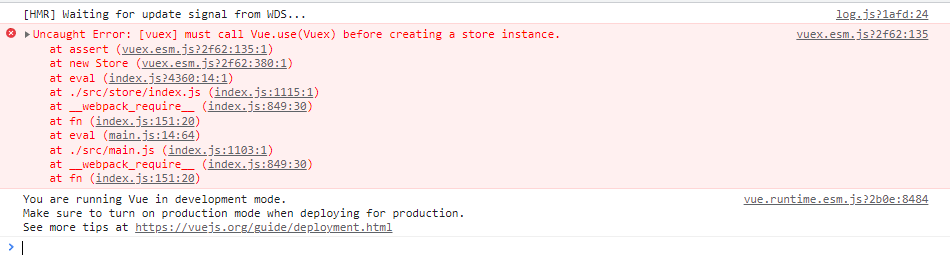 [HMR] Waiting for update signal from WDS... log.js?1afd:24
Uncaught Error: [vuex] must call Vue.use(Vuex) before creating a store instance. vuex.esm.js?2f62:135
at assert (vuex.esm.js?2f62:135:1)
at new Store (vuex.esm.js?2f62:380:1)
at eval (index.js?4360:14:1)
at ./src/store/index.js (index.js:1115:1)
at __webpack_require__ (index.js:849:30)
at fn (index.js:151:20)
at eval (main.js:14:64)
at ./src/main.js (index.js:1103:1)
at __webpack_require__ (index.js:849:30)
at fn (index.js:151:20)
You are running Vue in development mode. vue.runtime.esm.js?2b0e:8484
Make sure to turn on production mode when deploying for production.
See more tips at https://vuejs.org/guide/deployment.html